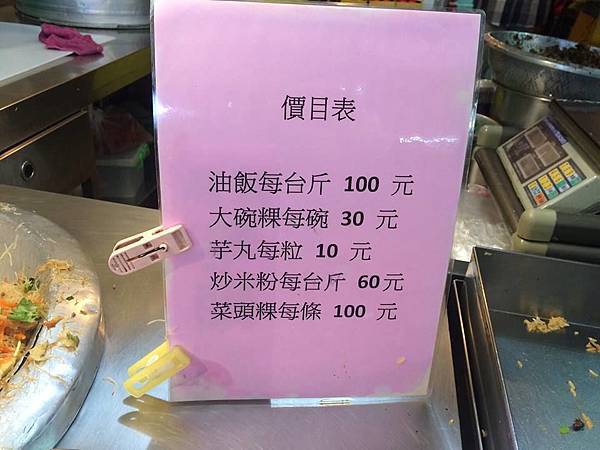 價目表
油飯每台斤 100 元
大碗粿每碗 30 元
芋丸每粒 10 元
炒米粉每台斤 60元
菜頭粿每條 100 元